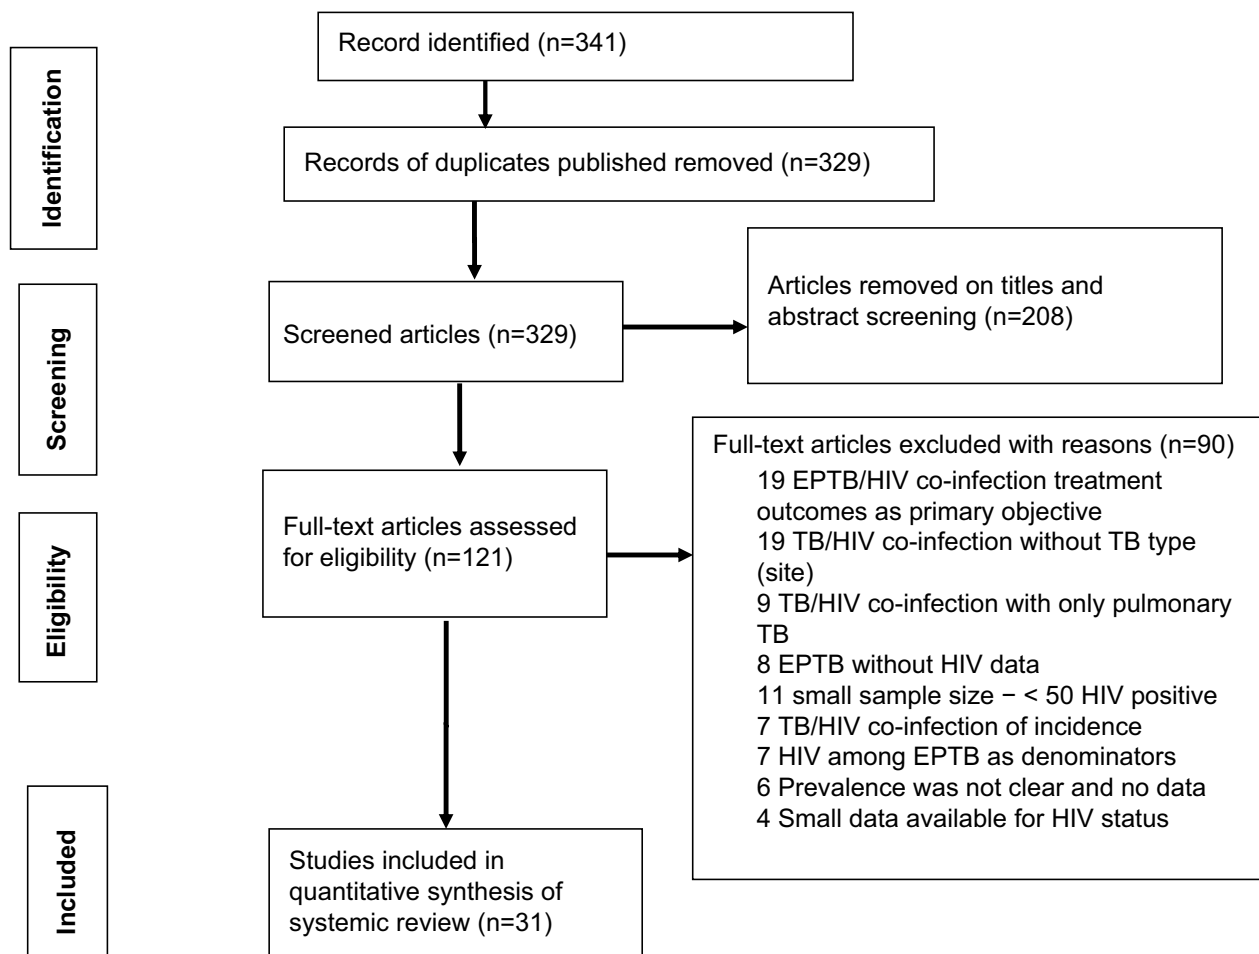 Record identified (n=341)
Records of duplicates published removed (n=329)
Identification
Articles removed on titles and
abstract screening (n=208)
Screened articles (n=329)
Screening
Full-text articles excluded with reasons (n=90)
19 EPTB/HIV co-infection treatment
outcomes as primary objective
19 TB/HIV co-infection without TB type
(site)
9 TB/HIV co-infection with only pulmonary
TB
8 EPTB without HIV data
11 small sample size − < 50 HIV positive
7 TB/HIV co-infection of incidence
7 HIV among EPTB as denominators
6 Prevalence was not clear and no data
4 Small data available for HIV status
Full-text articles assessed
for eligibility (n=121)
Eligibility
Studies included in
quantitative synthesis of
systemic review (n=31)
Included